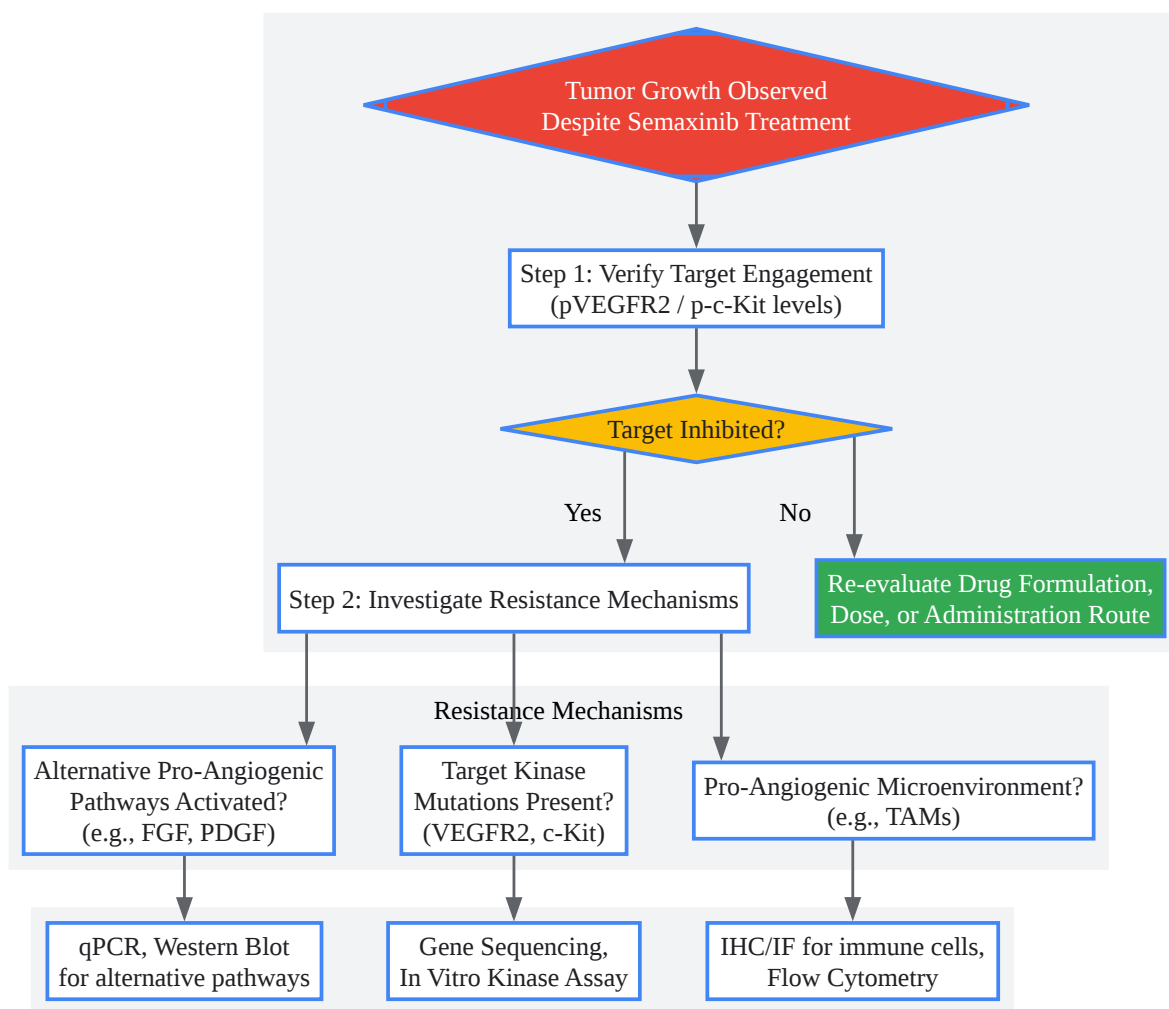 Tumor Growth Observed
Despite Semaxinib Treatment
Step 1: Verify Target Engagement
(pVEGFR2 / p-c-Kit levels)
Target Inhibited?
Yes
No
Step 2: Investigate Resistance Mechanisms
Re-evaluate Drug Formulation,
Dose, or Administration Route
Resistance Mechanisms
Alternative Pro-Angiogenic
Pathways Activated?
(e.g., FGF, PDGF)
Target Kinase
Mutations Present?
(VEGFR2, c-Kit)
Pro-Angiogenic Microenvironment?
(e.g., TAMs)
qPCR, Western Blot
for alternative pathways
Gene Sequencing,
In Vitro Kinase Assay
IHC/IF for immune cells,
Flow Cytometry